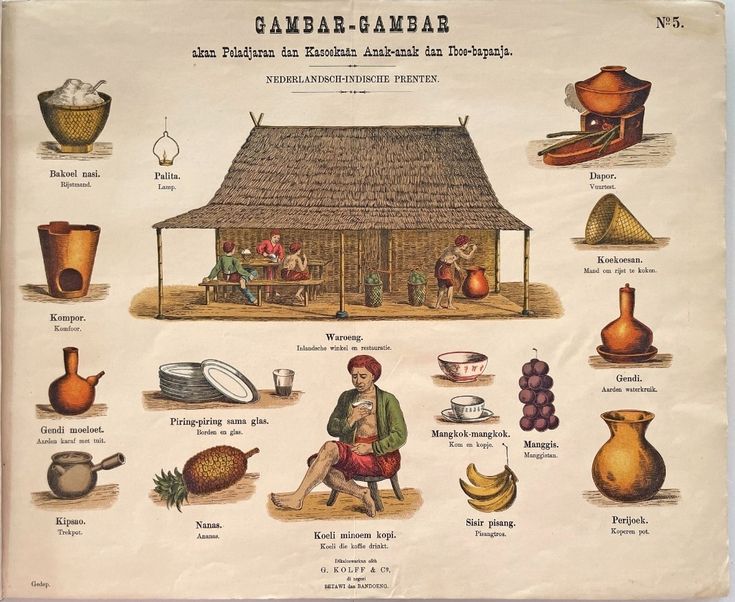 GAMBAR-GAMBAR
Nº 5.
akan Peladjaran dan Kasoekaän Anak-anak dan Iboe-bapanja.
NEDERLANDSCH-INDISCHE PRENTEN.
Bakoel nasi.
Rijstmand.
Palita.
Lamp.
Dapor.
Vuurtest.
Koekoesan.
Mand om rijst te koken.
Kompor.
Komfoor.
Waroeng.
Inlandsche winkel en restauratie.
Gendi.
Aarden waterkruik.
Gendi moeloet.
Aarden karaf met tuit.
Piring-piring sama glas.
Borden en glas.
Mangkok-mangkok.
Kom en kopje.
Manggis.
Manggistan.
Kipsao.
Trekpot.
Nanas.
Ananas.
Koeli minoem kopi.
Koeli die koffie drinkt.
Sisir pisang.
Pisangtros.
Perijoek.
Koperen pot.
Gedep.
Dikaloewarkan olih
G. KOLFF & Cº.
di negeri
BETAWI dan BANDOENG.